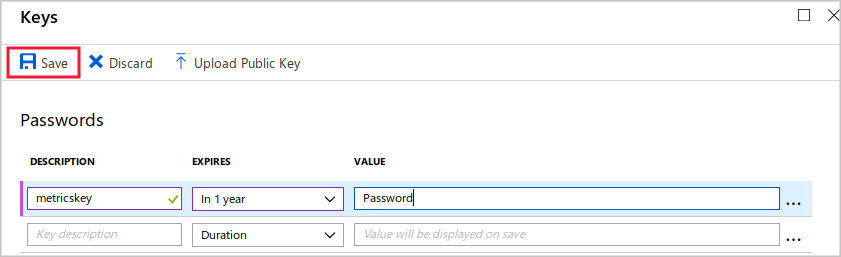 Keys
Save Discard Upload Public Key
Passwords
DESCRIPTION EXPIRES VALUE
metricskey In 1 year Password ...
Key description Duration Value will be displayed on save ...